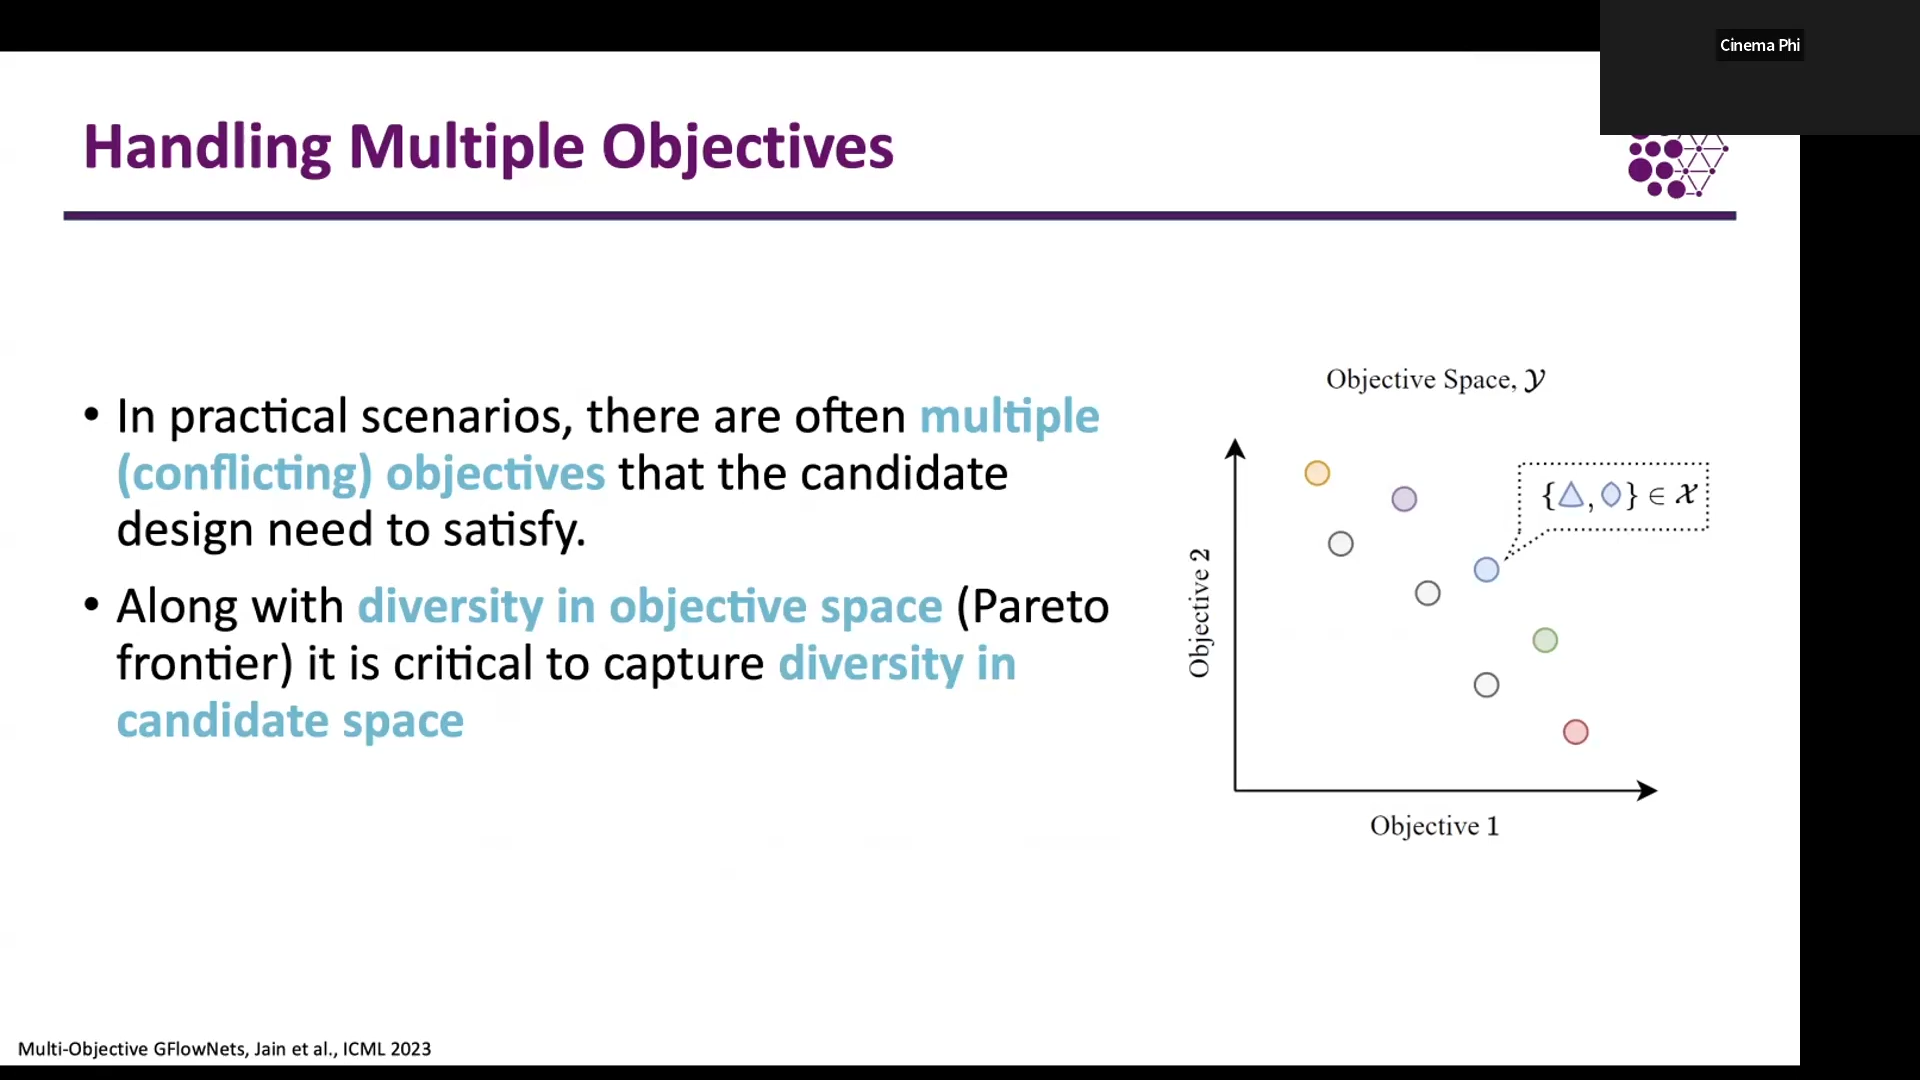 Cinema Phi
Handling Multiple Objectives
• In practical scenarios, there are often multiple
(conflicting) objectives that the candidate
design need to satisfy.
• Along with diversity in objective space (Pareto
frontier) it is critical to capture diversity in
candidate space
Objective Space, 𝒴
{△, ⬯} ∈ 𝒳
Objective 2
Objective 1
Multi-Objective GFlowNets, Jain et al., ICML 2023